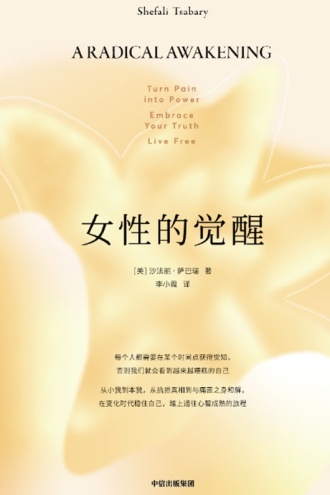 Shefali Tsabary
A RADICAL AWAKENING
Turn Pain
into Power
Embrace
Your Truth
Live Free
女性的觉醒
[美]沙法丽·萨巴瑞 著
李小霞 译
每个人都需要在某个时间点获得觉知，
否则我们就会看到越来越糟糕的自己
从小我到本我，从抗拒真相到与痛苦之身和解，
在变化时代稳住自己，踏上通往心智成熟的旅程
中信出版集团